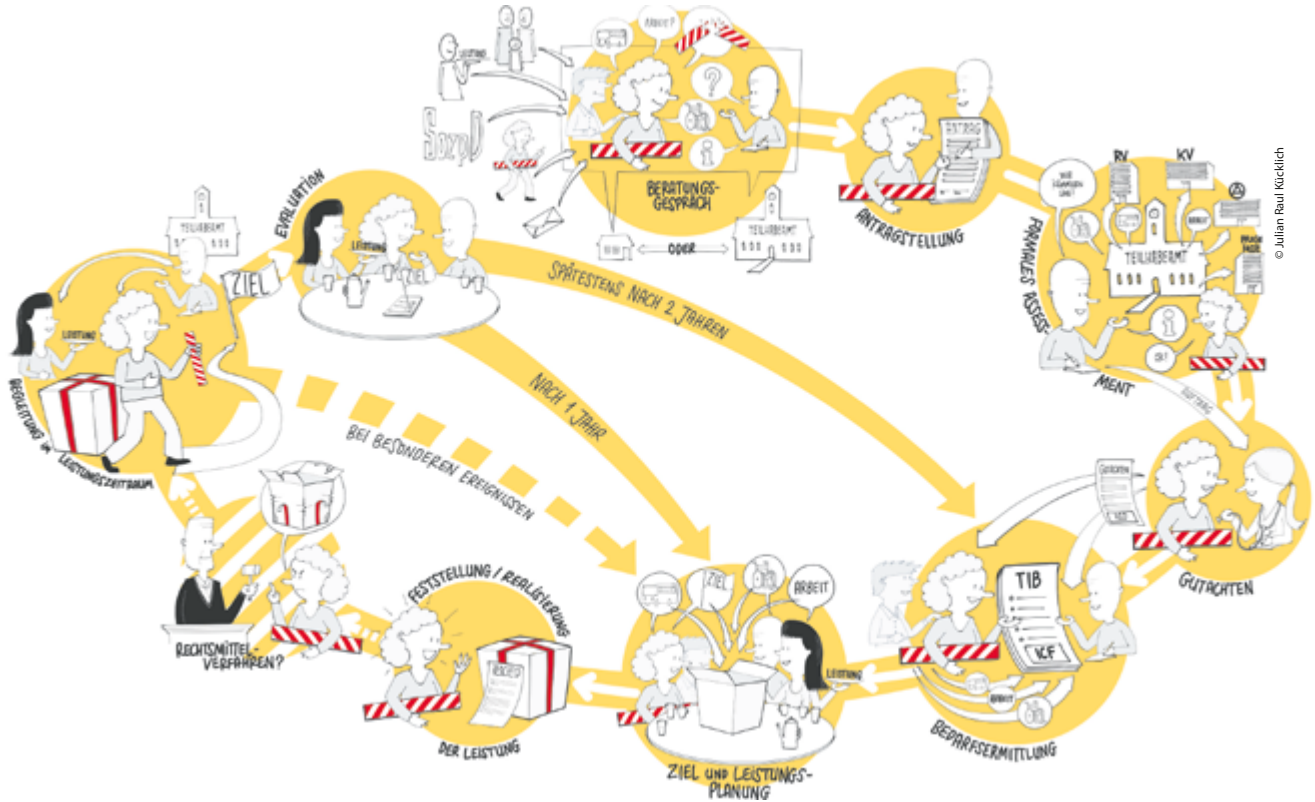 LEISTUNG
SozpD
ARBEIT?
?
i
BERATUNGS-
GESPRÄCH
ODER
TEILHABEAMT
ANTRAG
ANTRAGSTELLUNG
RV
KV
TEILHABEAMT
i
FORMALES ASSESS-
MENT
GUTACHTEN
GUTACHTEN
TIB
ICF
ARBEIT
BEDARFSERMITTLUNG
ZIEL
ARBEIT
LEISTUNG
ZIEL UND LEISTUNGS-
PLANUNG
FESTSTELLUNG/REALISIERUNG
DER LEISTUNG
RECHTSMITTEL-
VERFAHREN?
BEGLEITUNG IM
LEISTUNGSZEITRAUM
LEISTUNG
TEILHABEAMT
ZIEL
EVALUATION
LEISTUNG
ZIEL
SPÄTESTENS NACH 2 JAHREN
NACH 1 JAHR
BEI BESONDEREN EREIGNISSEN
© Julian Raul Kücklich